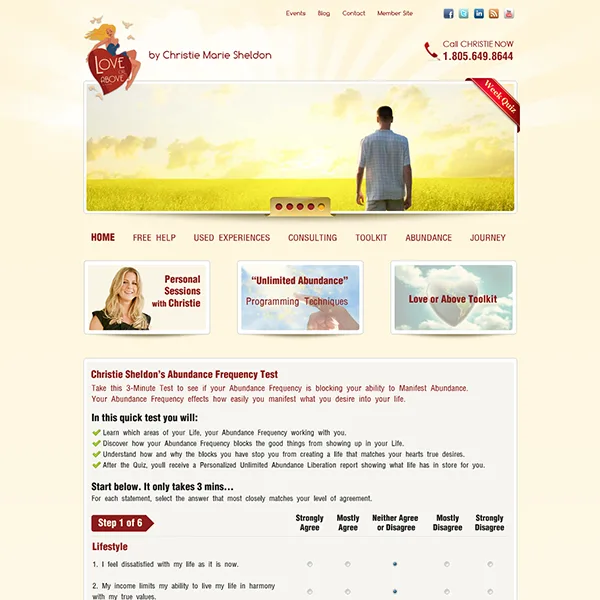 Events Blog Contact Member Site
LOVE
OR
ABOVE
by Christie Marie Sheldon
Call CHRISTIE NOW
1.805.649.8644
Week Quiz
HOME FREE HELP USED EXPERIENCES CONSULTING TOOLKIT ABUNDANCE JOURNEY
Personal
Sessions
with Christie
“Unlimited Abundance”
Programming Techniques
Love or Above Toolkit
Christie Sheldon's Abundance Frequency Test
Take this 3-Minute Test to see if your Abundance Frequency is blocking your ability to Manifest Abundance.
Your Abundance Frequency effects how easily you manifest what you desire into your life.
In this quick test you will:
Learn which areas of your Life, your Abundance Frequency working with you.
Discover how your Abundance Frequency blocks the good things from showing up in your Life.
Understand how and why the blocks you have stop you from creating a life that matches your hearts true desires.
After the Quiz, youll receive a Personalized Unlimited Abundance Liberation report showing what life has in store for you.
Start below. It only takes 3 mins...
For each statement, select the answer that most closely matches your level of agreement.
Step 1 of 6
Strongly Agree Mostly Agree Neither Agree or Disagree Mostly Disagree Strongly Disagree
Lifestyle
1. I feel dissatisfied with my life as it is now.
2. My income limits my ability to live my life in harmony
with my true values.